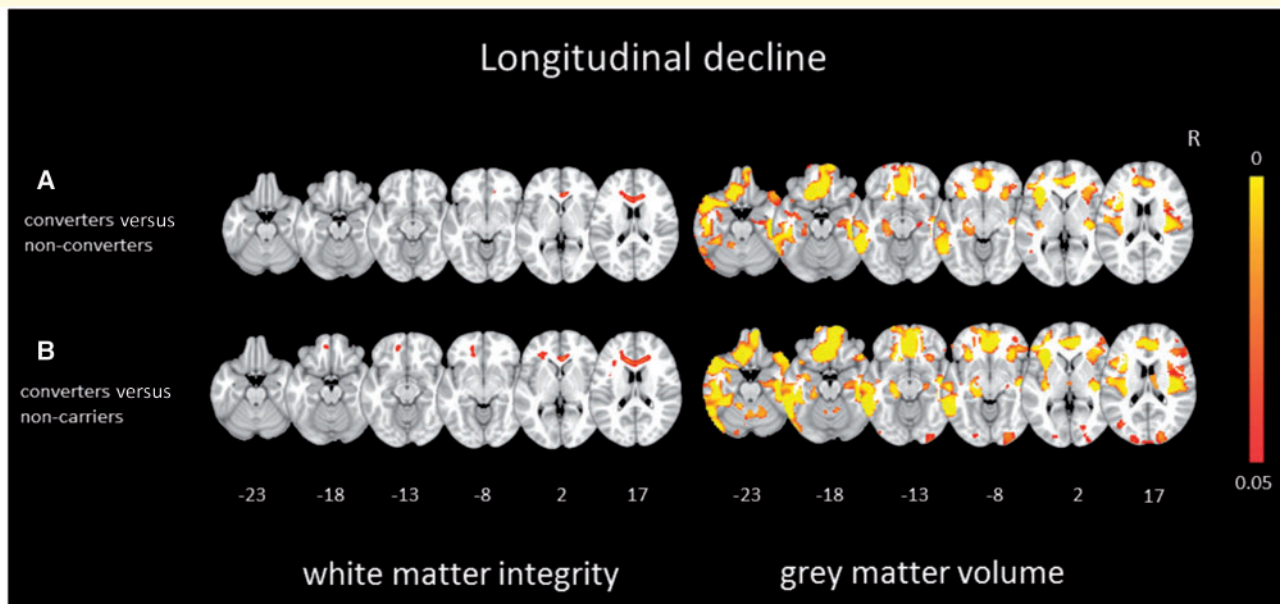 Longitudinal decline
R
0
A
converters versus
non-converters
B
converters versus
non-carriers
0.05
-23 -18 -13 -8 2 17 -23 -18 -13 -8 2 17
white matter integrity grey matter volume